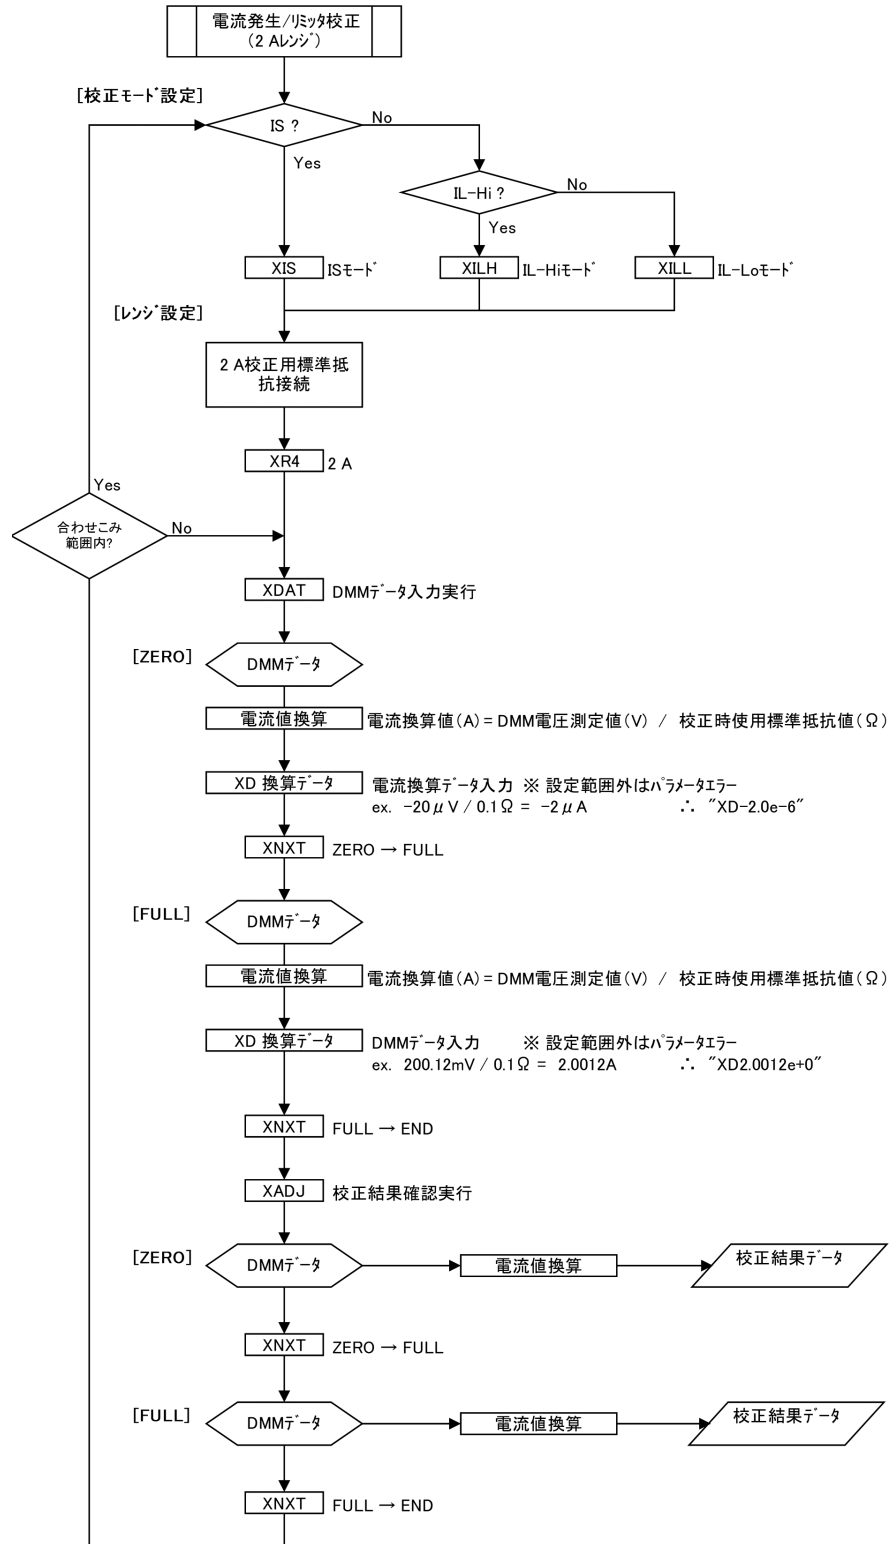 電流発生/ﾘﾐｯﾀ校正
(2 Aﾚﾝｼﾞ)
[校正ﾓｰﾄﾞ設定]
IS ?
No
Yes
IL-Hi ?
No
Yes
XIS
ISﾓｰﾄﾞ
XILH
IL-Hiﾓｰﾄﾞ
XILL
IL-Loﾓｰﾄﾞ
[ﾚﾝｼﾞ設定]
2 A校正用標準抵
抗接続
XR4
2 A
Yes
合わせこみ
範囲内?
No
XDAT
DMMﾃﾞｰﾀ入力実行
[ZERO]
DMMﾃﾞｰﾀ
電流値換算
電流換算値(A)=DMM電圧測定値(V) / 校正時使用標準抵抗値(Ω)
XD 換算ﾃﾞｰﾀ
電流換算ﾃﾞｰﾀ入力 ※ 設定範囲外はﾊﾟﾗﾒｰﾀｴﾗｰ
ex. -20μV / 0.1Ω = -2μA ∴ "XD-2.0e-6"
XNXT
ZERO → FULL
[FULL]
DMMﾃﾞｰﾀ
電流値換算
電流換算値(A)=DMM電圧測定値(V) / 校正時使用標準抵抗値(Ω)
XD 換算ﾃﾞｰﾀ
DMMﾃﾞｰﾀ入力 ※ 設定範囲外はﾊﾟﾗﾒｰﾀｴﾗｰ
ex. 200.12mV / 0.1Ω = 2.0012A ∴ "XD2.0012e+0"
XNXT
FULL → END
XADJ
校正結果確認実行
[ZERO]
DMMﾃﾞｰﾀ
電流値換算
校正結果ﾃﾞｰﾀ
XNXT
ZERO → FULL
[FULL]
DMMﾃﾞｰﾀ
電流値換算
校正結果ﾃﾞｰﾀ
XNXT
FULL → END